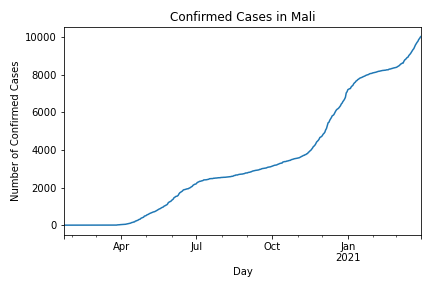 Confirmed Cases in Mali
10000
8000
6000
4000
2000
0
Number of Confirmed Cases
Apr
Jul
Oct
Jan
2021
Day